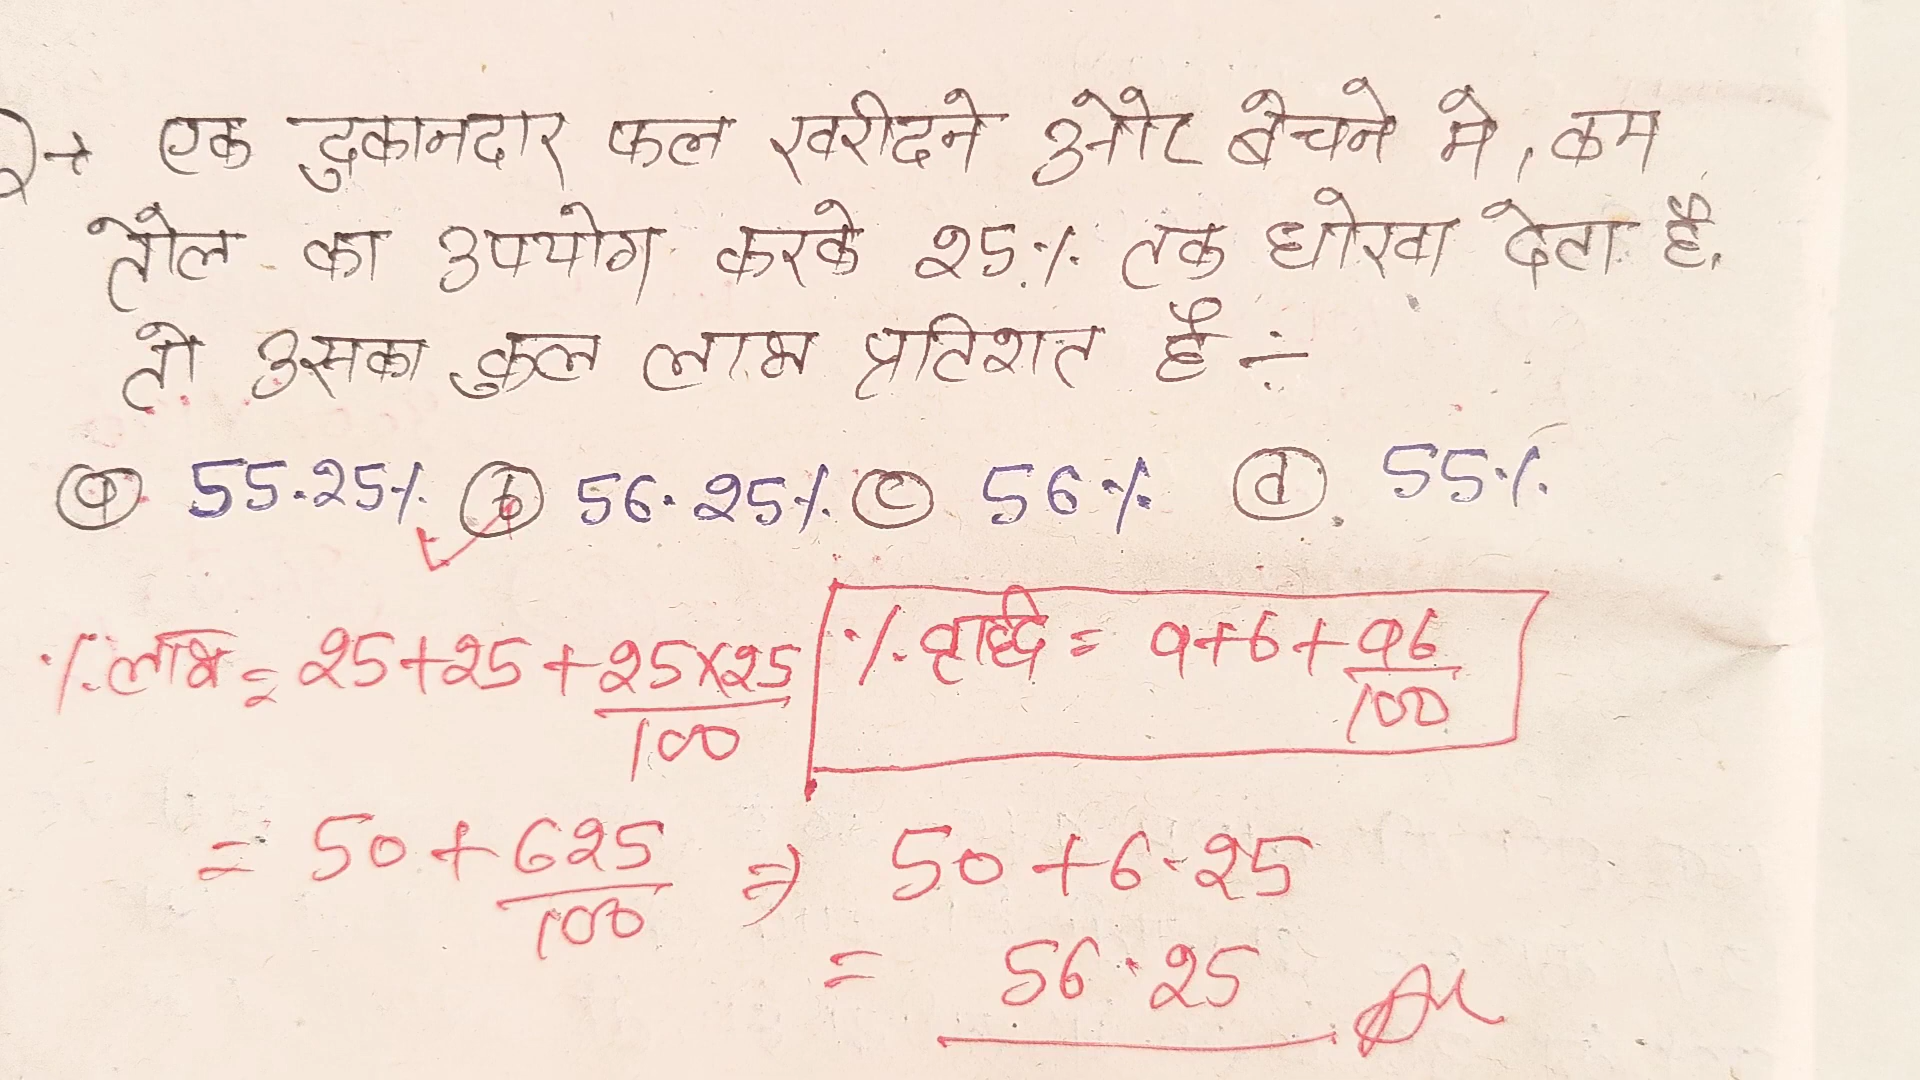 Q→ एक दुकानदार फल खरीदने और बेचने मे, कम
तौल का उपयोग करके 25% तक धोखा देता है,
तो उसका कुल लाभ प्रतिशत है ÷
(a) 55.25% (b) 56.25% (c) 56% (d) 55%
% लाभ = 25+25+25×25/100
% वृद्धि = a+b+ab/100
= 50+625/100 ⇒ 50+6.25
= 56.25 Ans